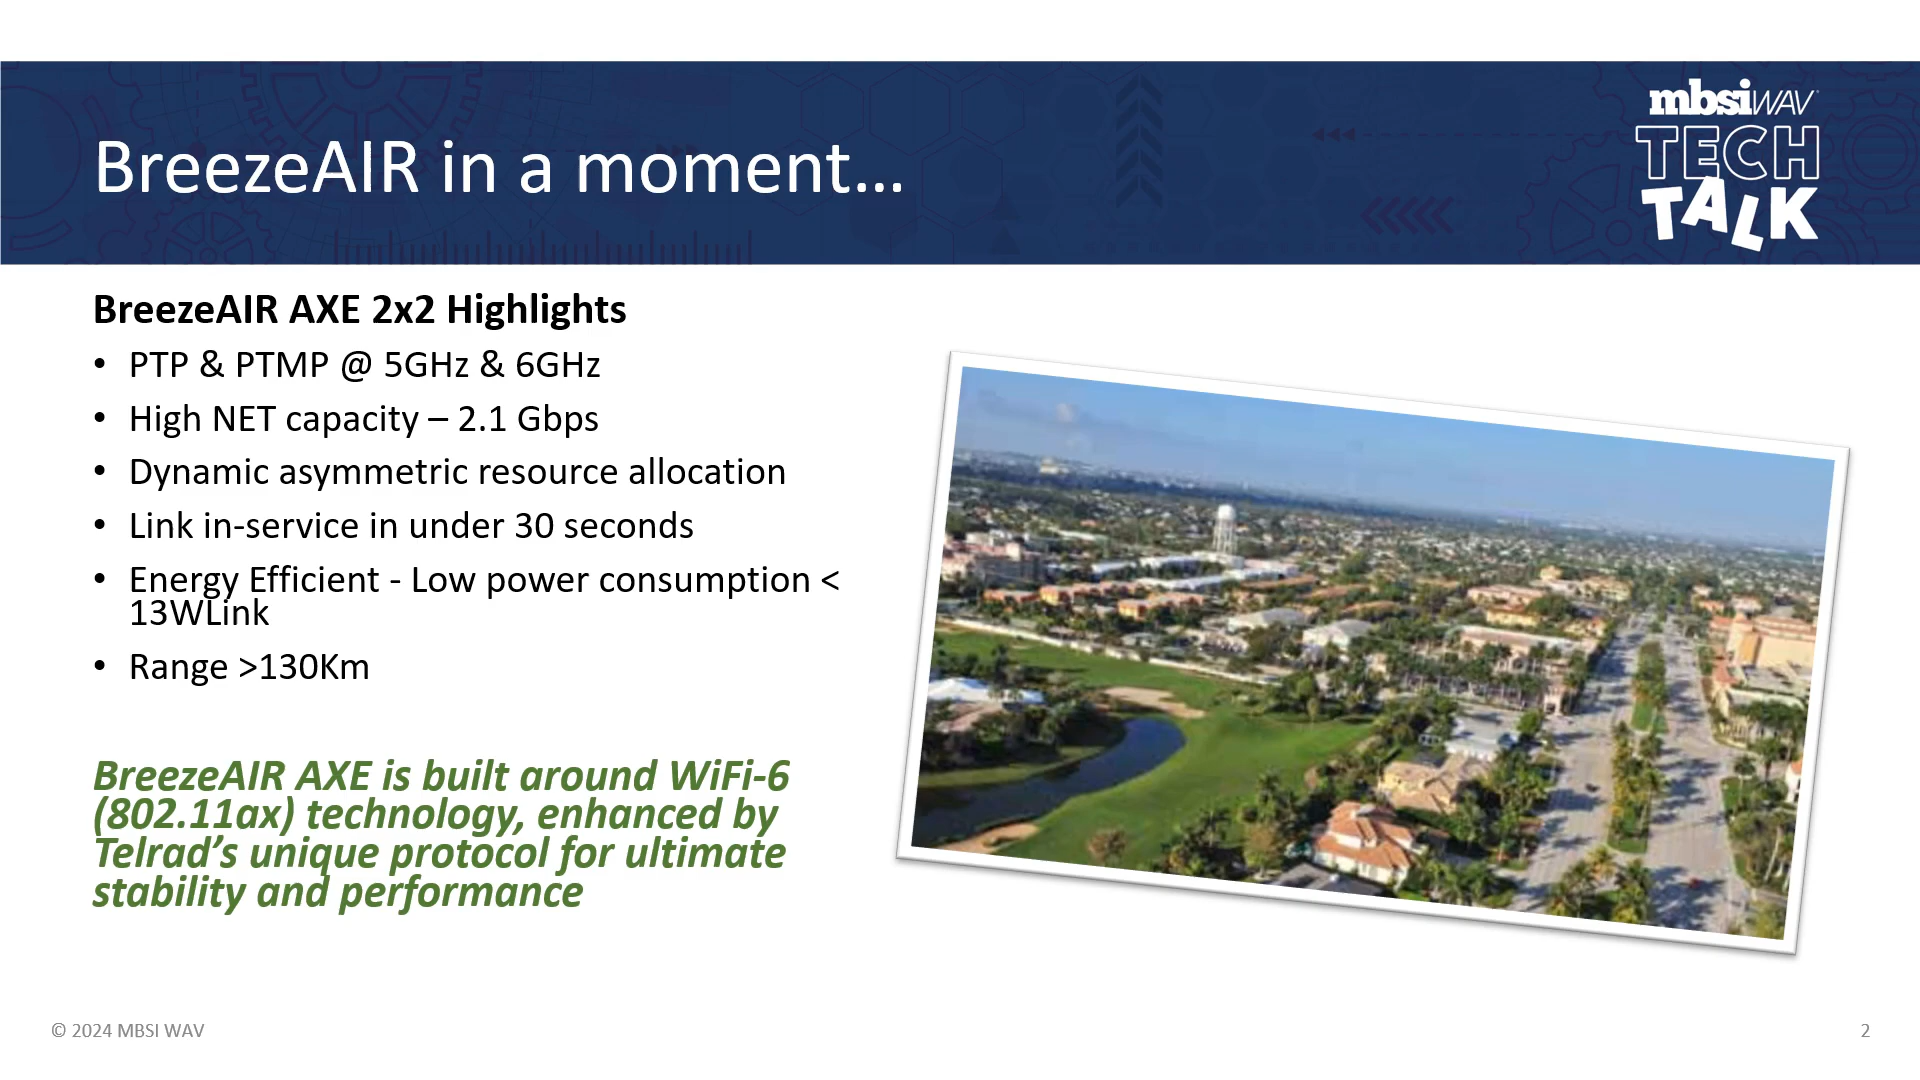 mbsiWAV
TECH
TALK
BreezeAIR in a moment…
BreezeAIR AXE 2x2 Highlights
• PTP & PTMP @ 5GHz & 6GHz
• High NET capacity – 2.1 Gbps
• Dynamic asymmetric resource allocation
• Link in-service in under 30 seconds
• Energy Efficient - Low power consumption <
13WLink
• Range >130Km
BreezeAIR AXE is built around WiFi-6
(802.11ax) technology, enhanced by
Telrad’s unique protocol for ultimate
stability and performance
© 2024 MBSI WAV
2